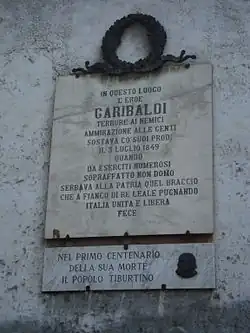 IN QUESTO LUOGO
L'EROE
GARIBALDI
TERRORE AI NEMICI
AMMIRAZIONE ALLE GENTI
SOSTAVA CO' SUOI PRODI
IL 3 LUGLIO 1849
QUANDO
DA ESERCITI NUMEROSI
SOPRAFFATTO NON DOMO
SERBAVA ALLA PATRIA QUEL BRACCIO
CHE A FIANCO DI RE LEALE PUGNANDO
ITALIA UNITA E LIBERA
FECE
NEL PRIMO CENTENARIO
DELLA SUA MORTE
IL POPOLO TIBURTINO